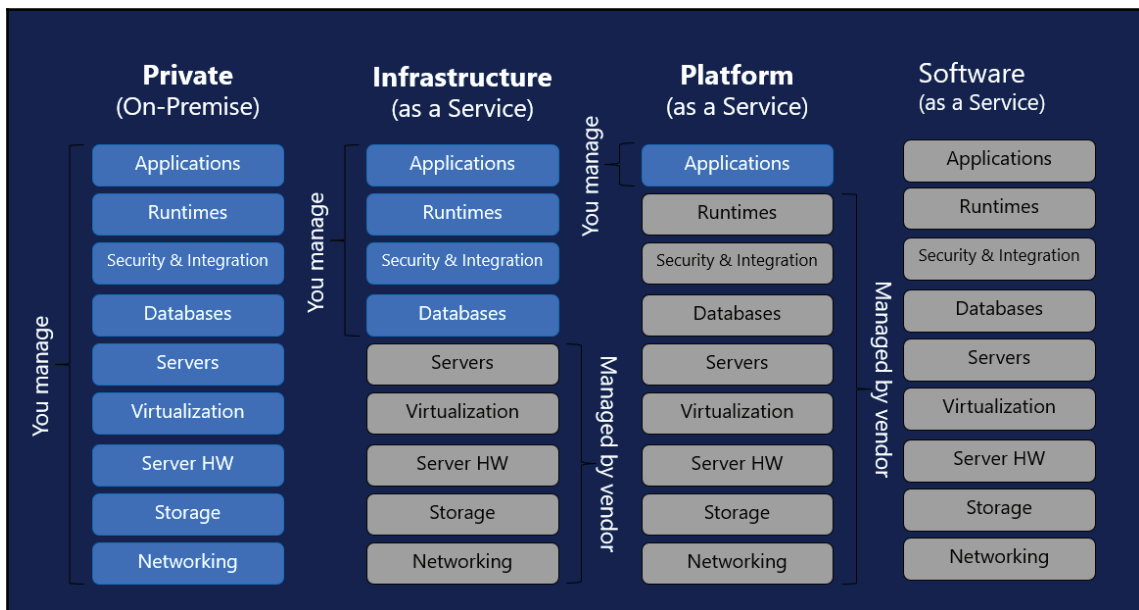 Private
(On-Premise)
Infrastructure
(as a Service)
Platform
(as a Service)
Software
(as a Service)
You manage
Applications
Runtimes
Security & Integration
Databases
Servers
Virtualization
Server HW
Storage
Networking
You manage
Applications
Runtimes
Security & Integration
Databases
Servers
Virtualization
Server HW
Storage
Networking
Managed by vendor
You manage
Applications
Runtimes
Security & Integration
Databases
Servers
Virtualization
Server HW
Storage
Networking
Managed by vendor
Applications
Runtimes
Security & Integration
Databases
Servers
Virtualization
Server HW
Storage
Networking